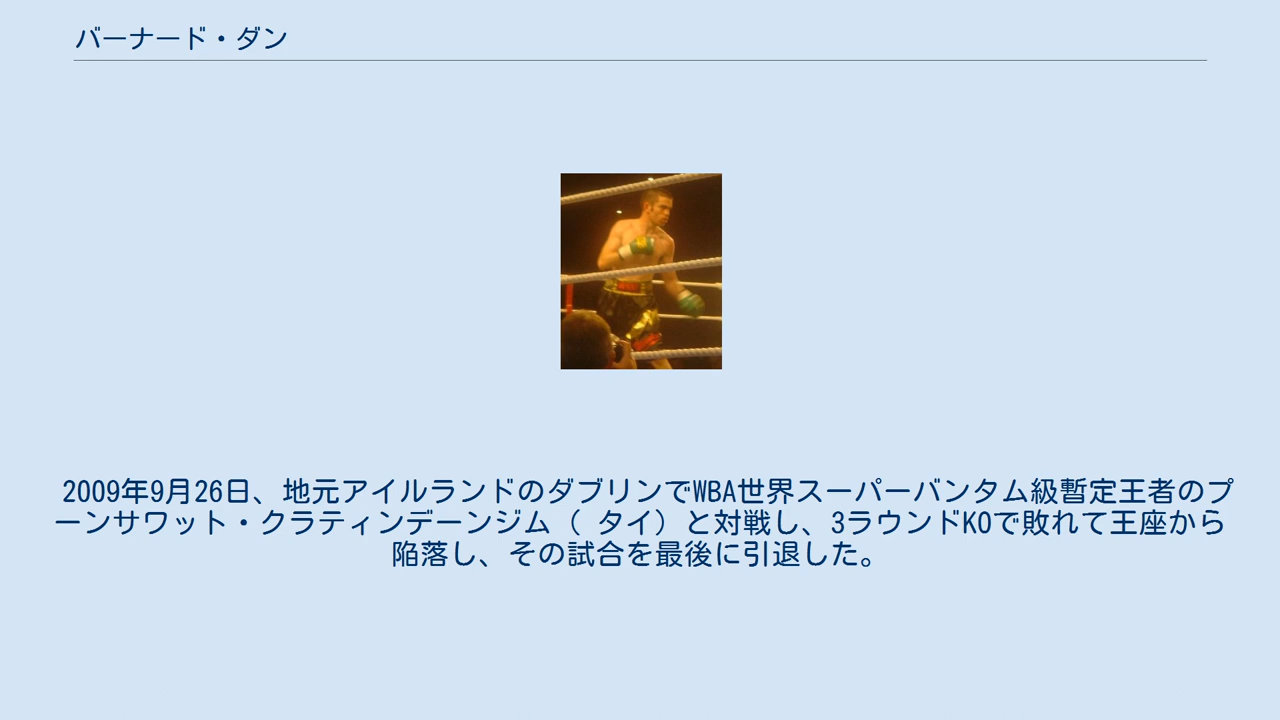 バーナード・ダン
2009年9月26日、地元アイルランドのダブリンでWBA世界スーパーバンタム級暫定王者のプ
ーンサワット・クラティンデーンジム（ タイ）と対戦し、3ラウンドKOで敗れて王座から
陥落し、その試合を最後に引退した。